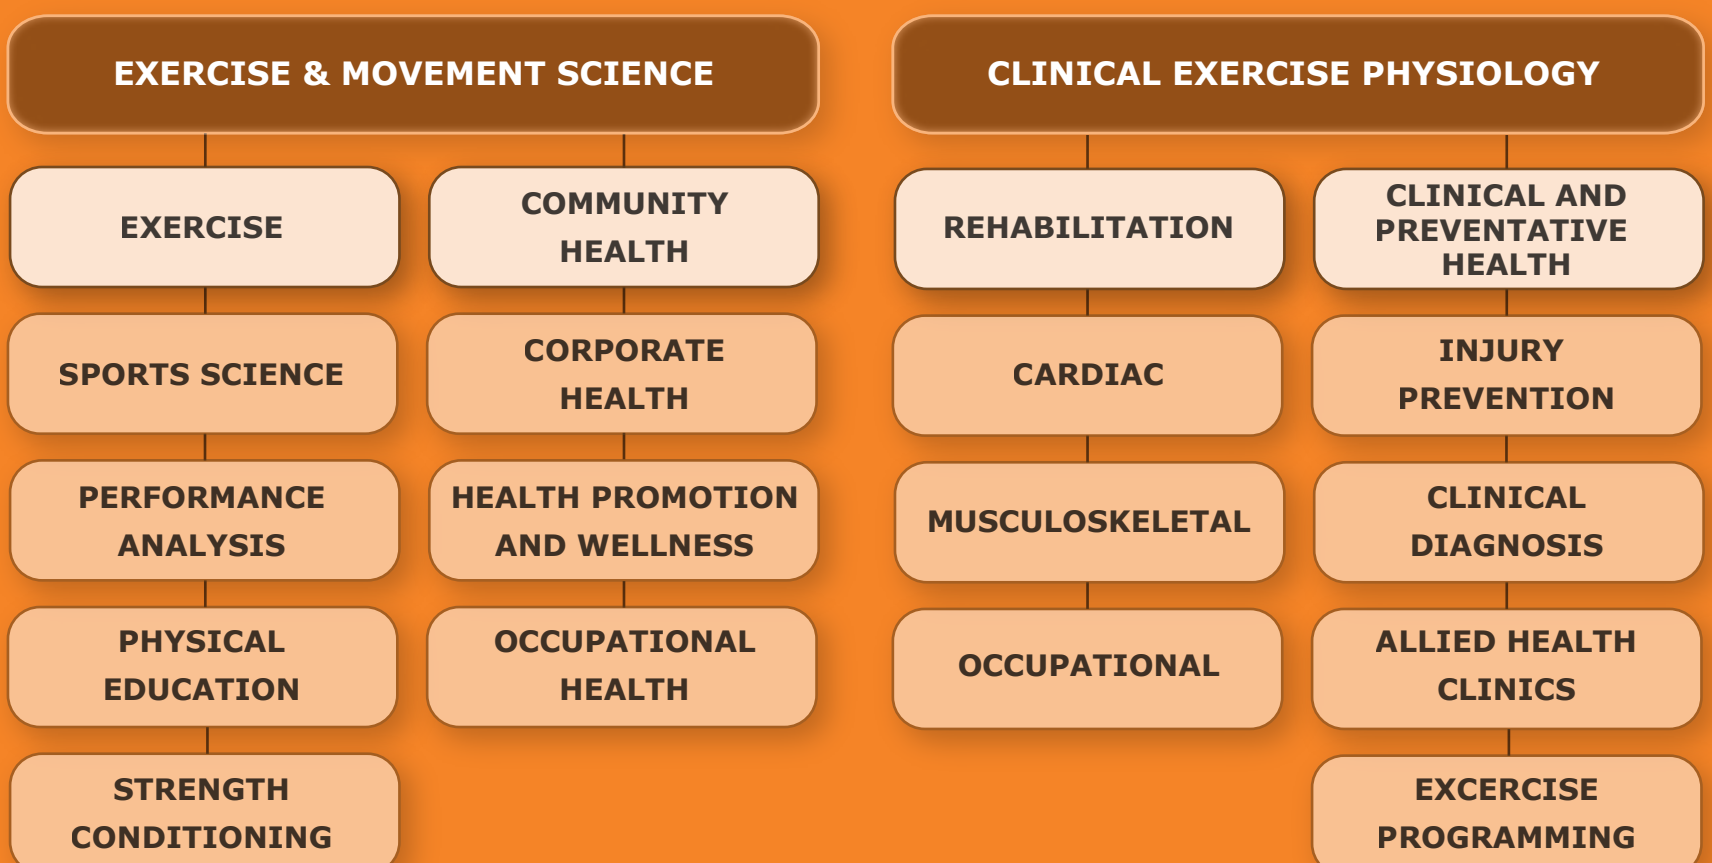 EXERCISE & MOVEMENT SCIENCE
EXERCISE
SPORTS SCIENCE
PERFORMANCE
ANALYSIS
PHYSICAL
EDUCATION
STRENGTH
CONDITIONING
COMMUNITY
HEALTH
CORPORATE
HEALTH
HEALTH PROMOTION
AND WELLNESS
OCCUPATIONAL
HEALTH
CLINICAL EXERCISE PHYSIOLOGY
REHABILITATION
CARDIAC
MUSCULOSKELETAL
OCCUPATIONAL
CLINICAL AND
PREVENTATIVE
HEALTH
INJURY
PREVENTION
CLINICAL
DIAGNOSIS
ALLIED HEALTH
CLINICS
EXCERCISE
PROGRAMMING